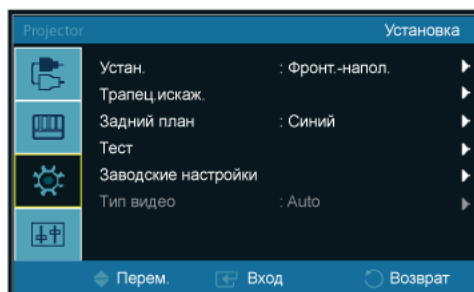 Projector Установка
Устан. : Фронт.-напол.
Трапец.искаж.
Задний план : Синий
Тест
Заводские настройки
Тип видео : Auto
Перем. Вход Возврат